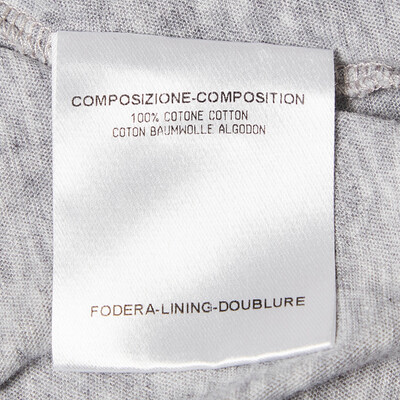 COMPOSIZIONE-COMPOSITION
100% COTONE COTTON
COTON BAUMWOLLE ALGODON
FODERA-LINING-DOUBLURE